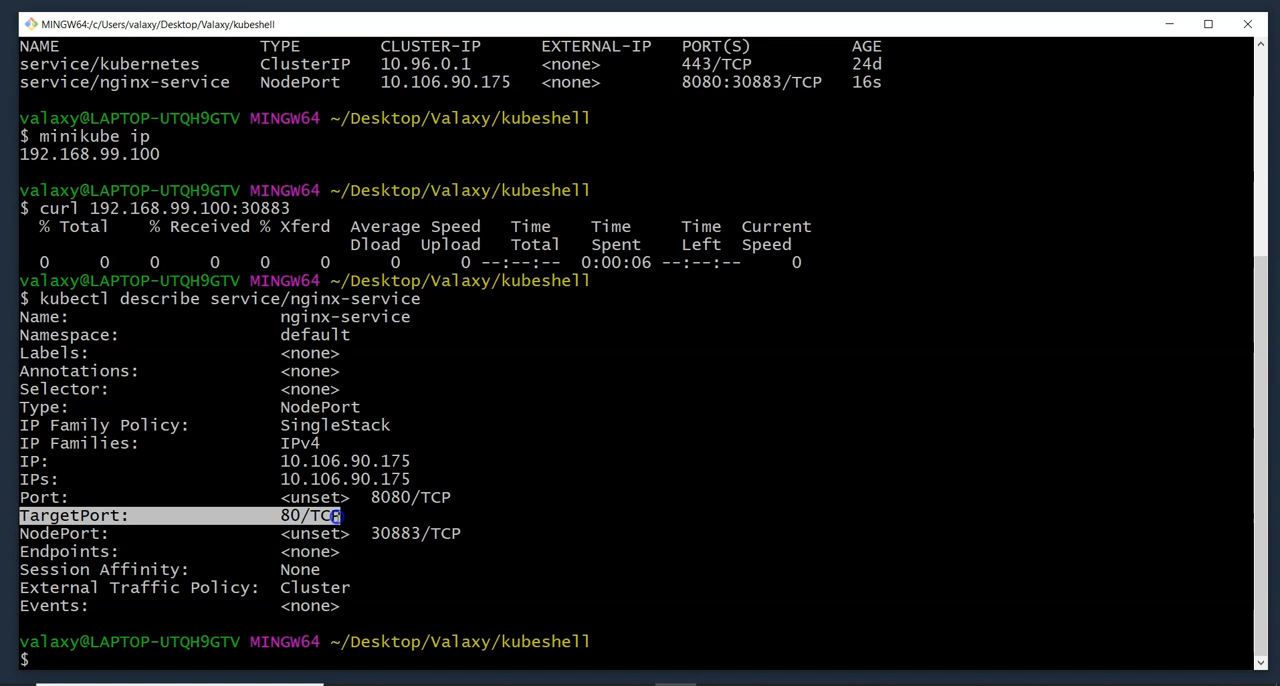 MINGW64:/c/Users/valaxy/Desktop/Valaxy/kubeshell
NAME TYPE CLUSTER-IP EXTERNAL-IP PORT(S) AGE
service/kubernetes ClusterIP 10.96.0.1 <none> 443/TCP 24d
service/nginx-service NodePort 10.106.90.175 <none> 8080:30883/TCP 16s
valaxy@LAPTOP-UTQH9GTV MINGW64 ~/Desktop/Valaxy/kubeshell
$ minikube ip
192.168.99.100
valaxy@LAPTOP-UTQH9GTV MINGW64 ~/Desktop/Valaxy/kubeshell
$ curl 192.168.99.100:30883
% Total % Received % Xferd Average Speed Time Time Time Current
Dload Upload Total Spent Left Speed
0 0 0 0 0 0 0 0 --:--:-- 0:00:06 --:--:-- 0
valaxy@LAPTOP-UTQH9GTV MINGW64 ~/Desktop/Valaxy/kubeshell
$ kubectl describe service/nginx-service
Name: nginx-service
Namespace: default
Labels: <none>
Annotations: <none>
Selector: <none>
Type: NodePort
IP Family Policy: SingleStack
IP Families: IPv4
IP: 10.106.90.175
IPs: 10.106.90.175
Port: <unset> 8080/TCP
TargetPort: 80/TCP
NodePort: <unset> 30883/TCP
Endpoints: <none>
Session Affinity: None
External Traffic Policy: Cluster
Events: <none>
valaxy@LAPTOP-UTQH9GTV MINGW64 ~/Desktop/Valaxy/kubeshell
$